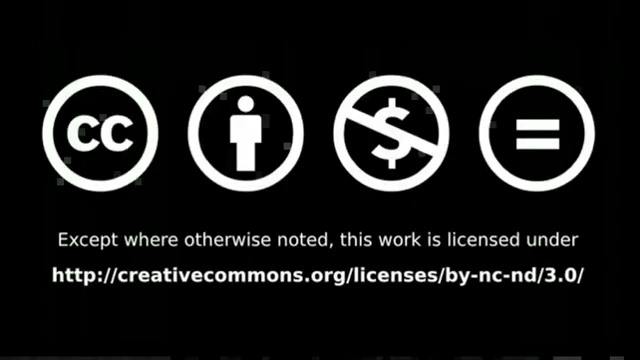 cc
$
=
Except where otherwise noted, this work is licensed under
http://creativecommons.org/licenses/by-nc-nd/3.0/